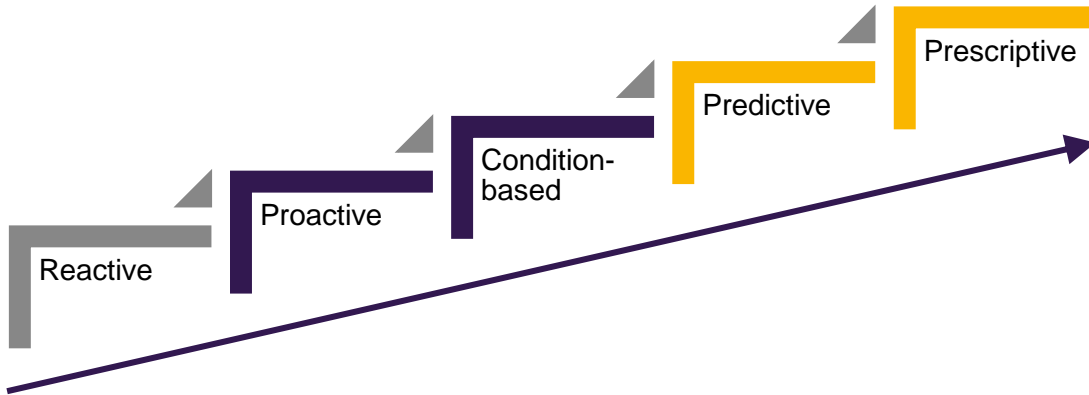 Reactive
Proactive
Condition-
based
Predictive
Prescriptive